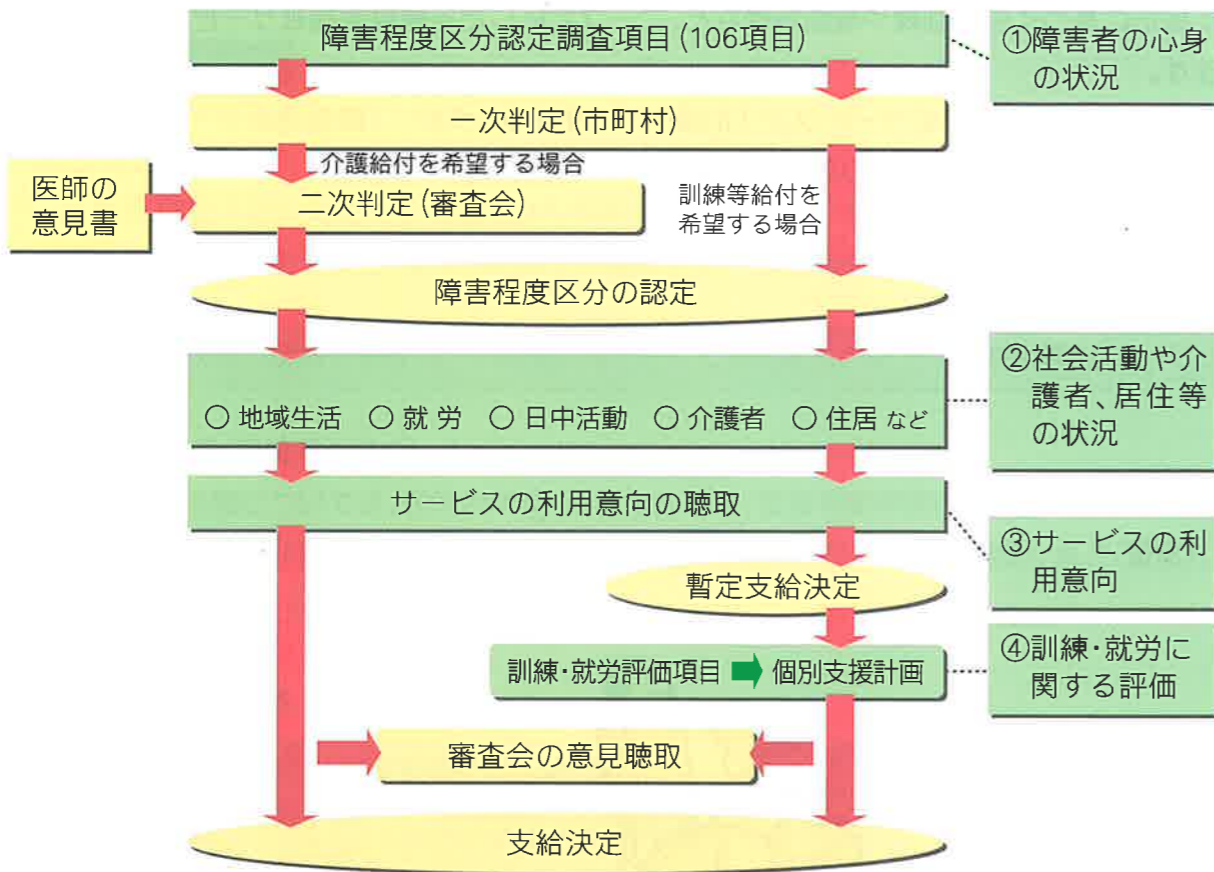 障害程度区分認定調査項目(106項目)
①障害者の心身
の状況
一次判定(市町村)
介護給付を希望する場合
医師の
意見書
二次判定(審査会)
訓練等給付を
希望する場合
障害程度区分の認定
○ 地域生活 ○ 就 労 ○ 日中活動 ○ 介護者 ○ 住居 など
②社会活動や介
護者、居住等
の状況
サービスの利用意向の聴取
③サービスの利
用意向
暫定支給決定
訓練・就労評価項目 ➡ 個別支援計画
④訓練・就労に
関する評価
審査会の意見聴取
支給決定